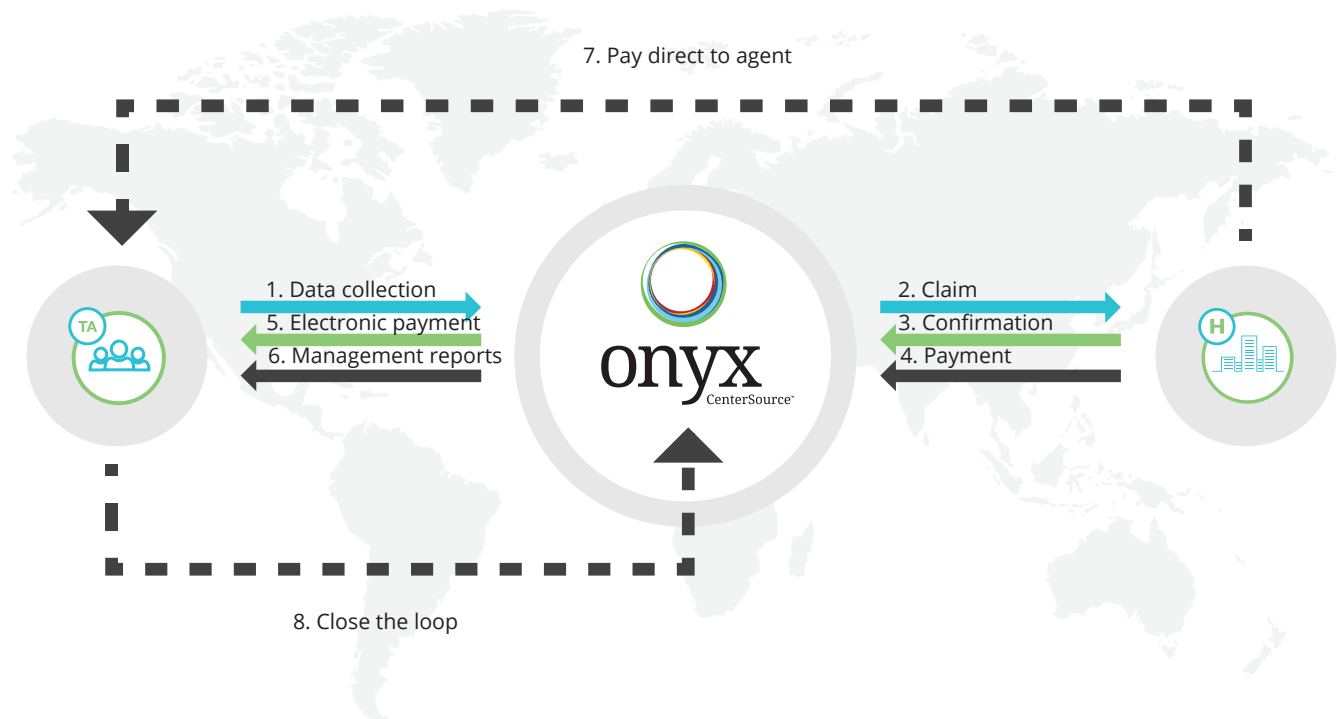 7. Pay direct to agent
TA
1. Data collection
5. Electronic payment
6. Management reports
onyx
CenterSource™
2. Claim
3. Confirmation
4. Payment
H
8. Close the loop